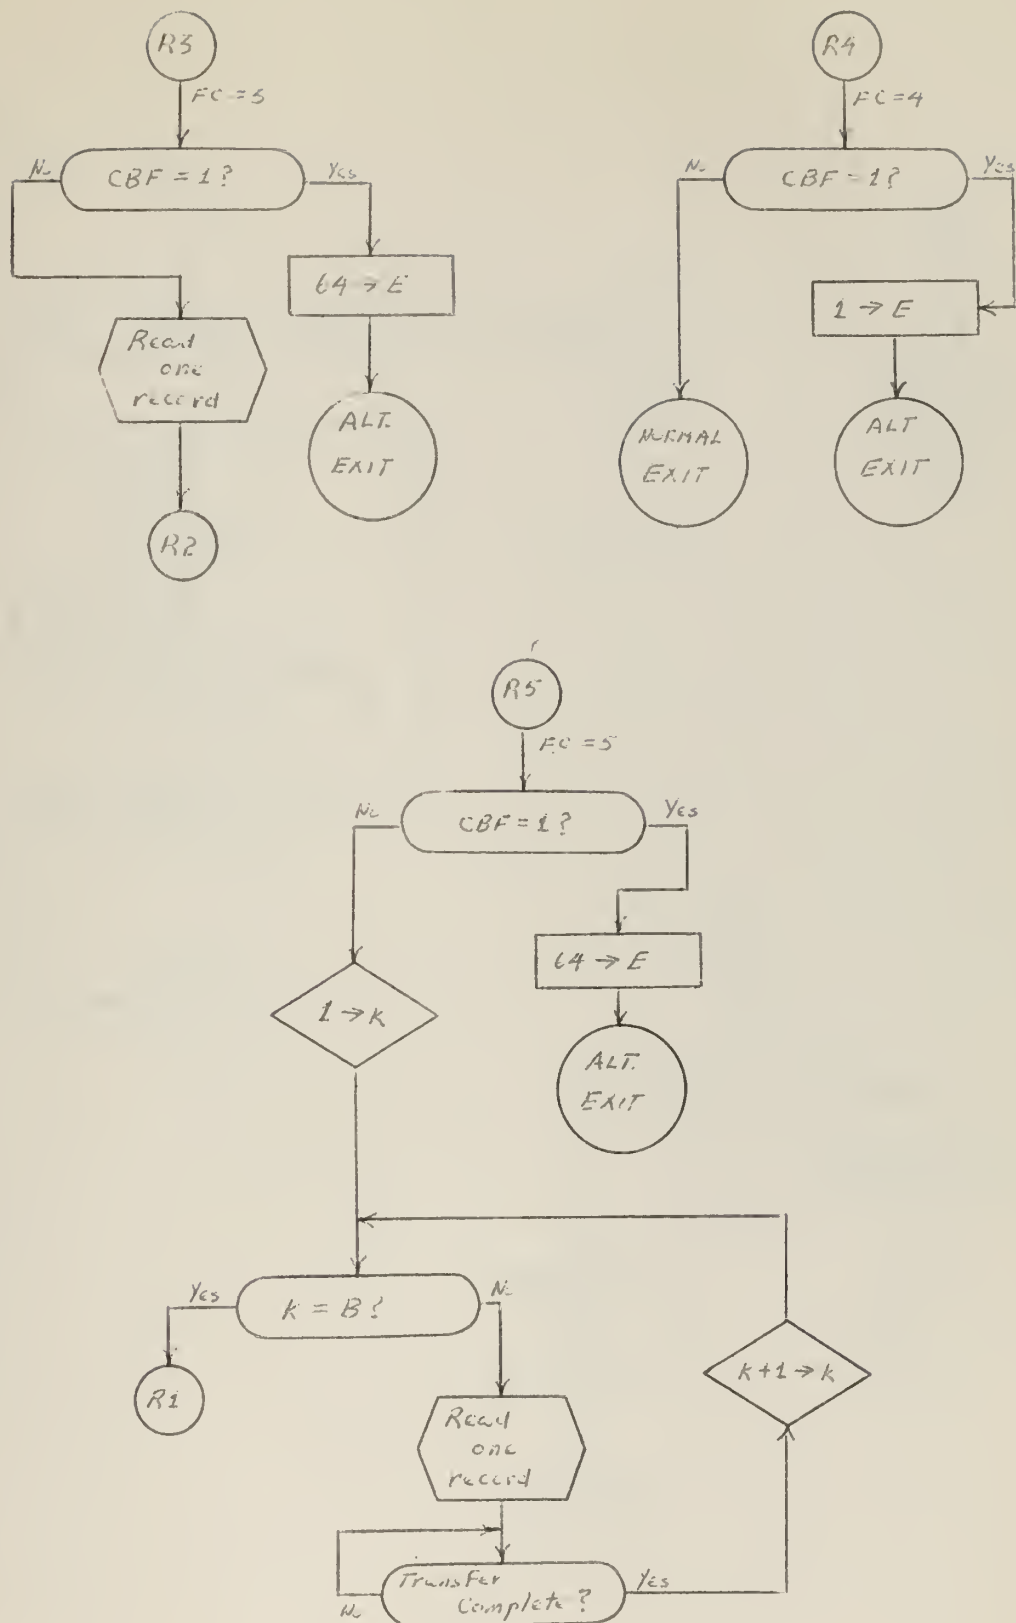 R3
FC = 3
CBF = 1?
No
Yes
64 → E
Read
one
record
ALT.
EXIT
R2
R4
FC = 4
CBF = 1?
No
Yes
1 → E
NORMAL
EXIT
ALT
EXIT
R5
FC = 5
CBF = 1?
No
Yes
64 → E
1 → k
ALT.
EXIT
k = B?
Yes
No
R1
k+1 → k
Read
one
record
Transfer
Complete?
No
Yes